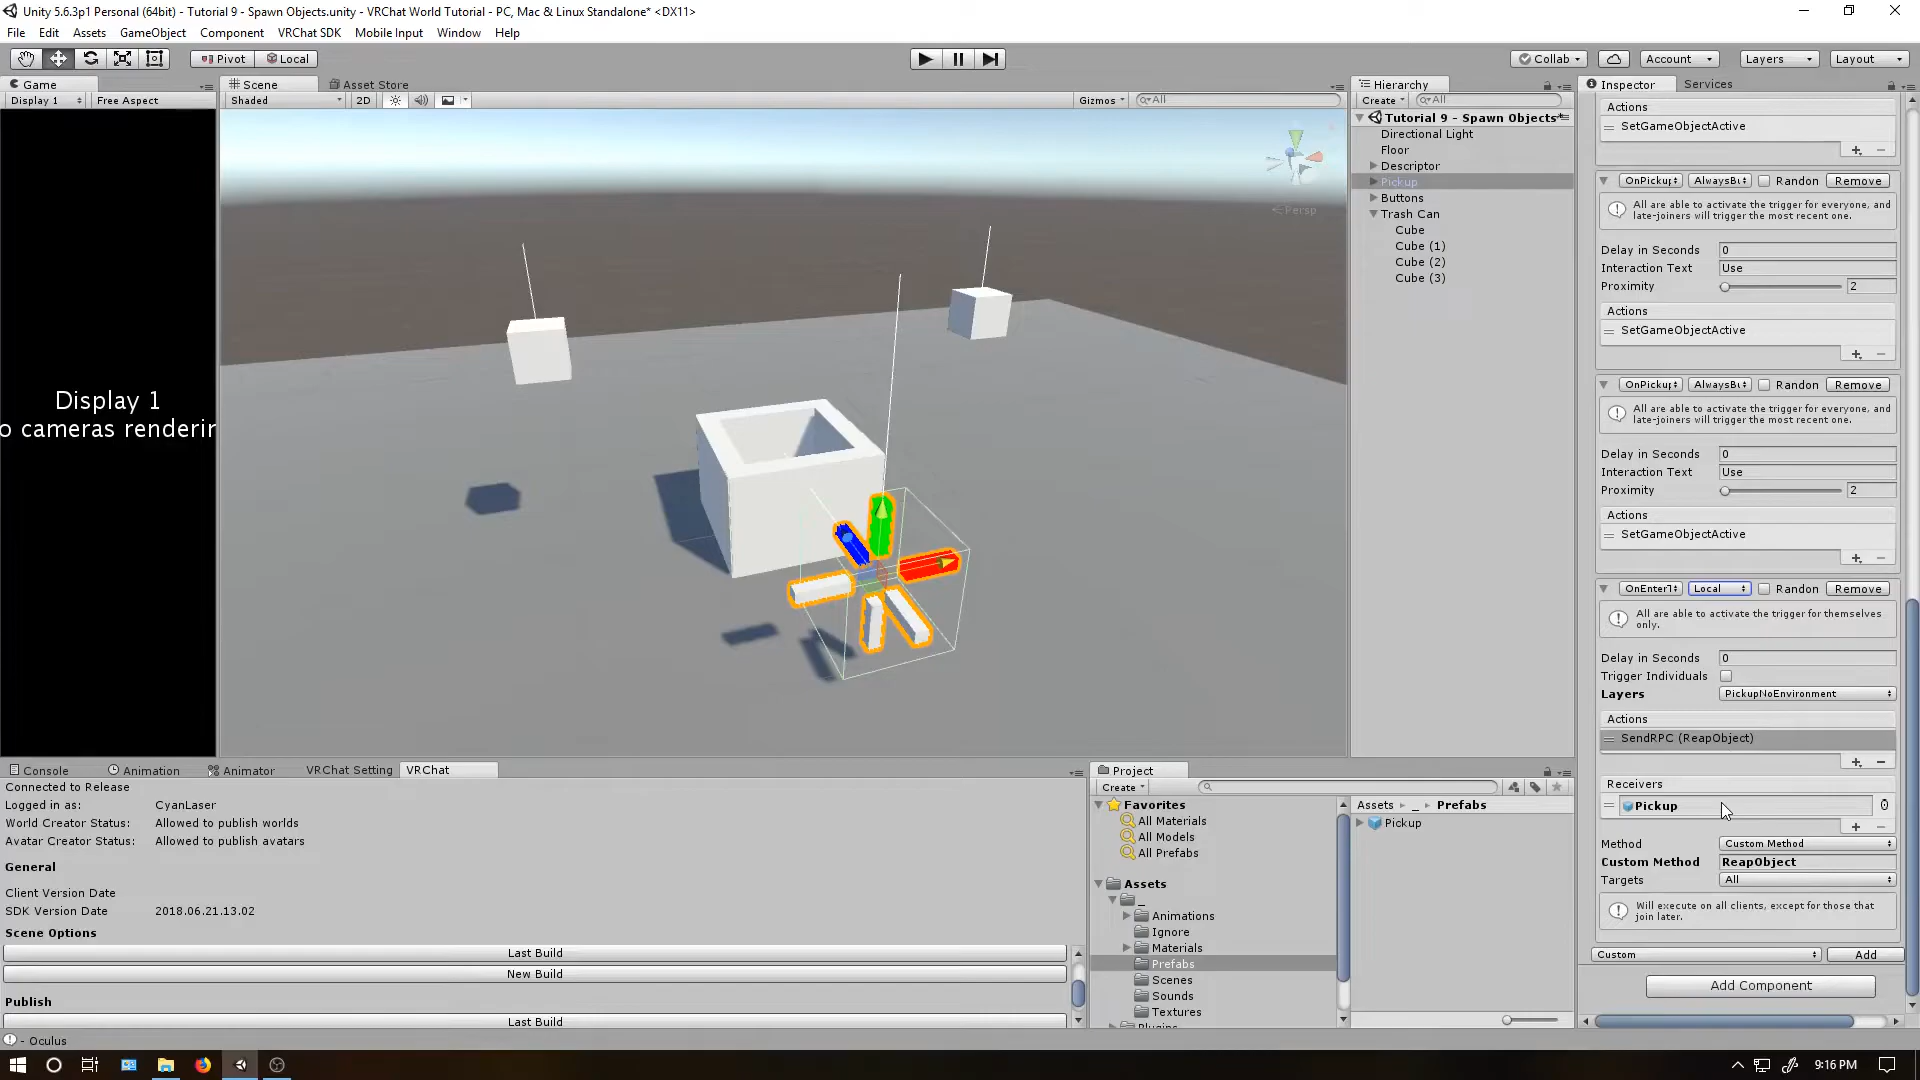 Unity 5.6.3p1 Personal (64bit) - Tutorial 9 - Spawn Objects.unity - VRChat World Tutorial - PC, Mac & Linux Standalone* <DX11>
File Edit Assets GameObject Component VRChat SDK Mobile Input Window Help
Pivot Local Collab Account Layers Layout
Game
Display 1 Free Aspect
Display 1
o cameras renderir
Scene Asset Store
Shaded 2D Gizmos All
Persp
Hierarchy
Create All
Tutorial 9 - Spawn Objects*
Directional Light
Floor
Descriptor
Pickup
Buttons
Trash Can
Cube
Cube (1)
Cube (2)
Cube (3)
Inspector Services
Actions
SetGameObjectActive
OnPickup AlwaysBu Randon Remove
All are able to activate the trigger for everyone, and
late-joiners will trigger the most recent one.
Delay in Seconds 0
Interaction Text Use
Proximity 2
Actions
SetGameObjectActive
OnPickup AlwaysBu Randon Remove
All are able to activate the trigger for everyone, and
late-joiners will trigger the most recent one.
Delay in Seconds 0
Interaction Text Use
Proximity 2
Actions
SetGameObjectActive
OnEnterT Local Randon Remove
All are able to activate the trigger for themselves
only.
Delay in Seconds 0
Trigger Individuals
Layers PickupNoEnvironment
Actions
SendRPC (ReapObject)
Receivers
Pickup 0
Method Custom Method
Custom Method ReapObject
Targets All
Will execute on all clients, except for those that
join later.
Custom Add
Add Component
Console Animation Animator VRChat Setting VRChat
Connected to Release
Logged in as: CyanLaser
World Creator Status: Allowed to publish worlds
Avatar Creator Status: Allowed to publish avatars
General
Client Version Date
SDK Version Date 2018.06.21.13.02
Scene Options
Last Build
New Build
Publish
Last Build
- Oculus
Project
Create
Favorites
All Materials
All Models
All Prefabs
Assets
_
Animations
Ignore
Materials
Prefabs
Scenes
Sounds
Textures
Plugins
Assets _ Prefabs
Pickup
9:16 PM